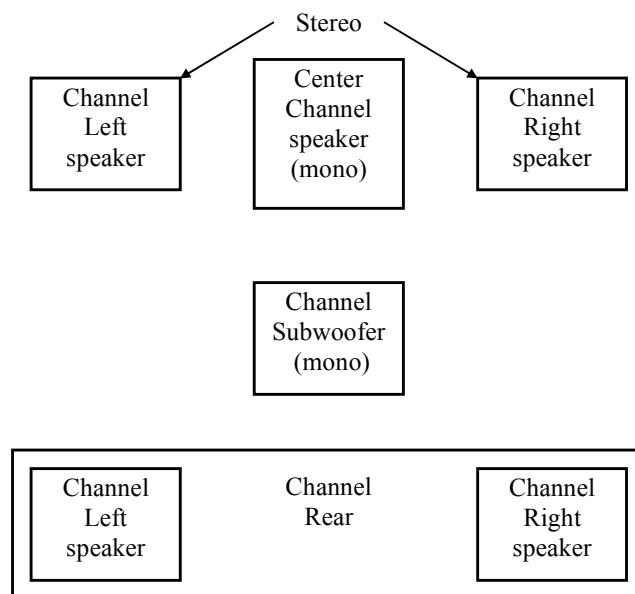 Stereo
Channel
Left
speaker
Center
Channel
speaker
(mono)
Channel
Right
speaker
Channel
Subwoofer
(mono)
Channel
Left
speaker
Channel
Rear
Channel
Right
speaker